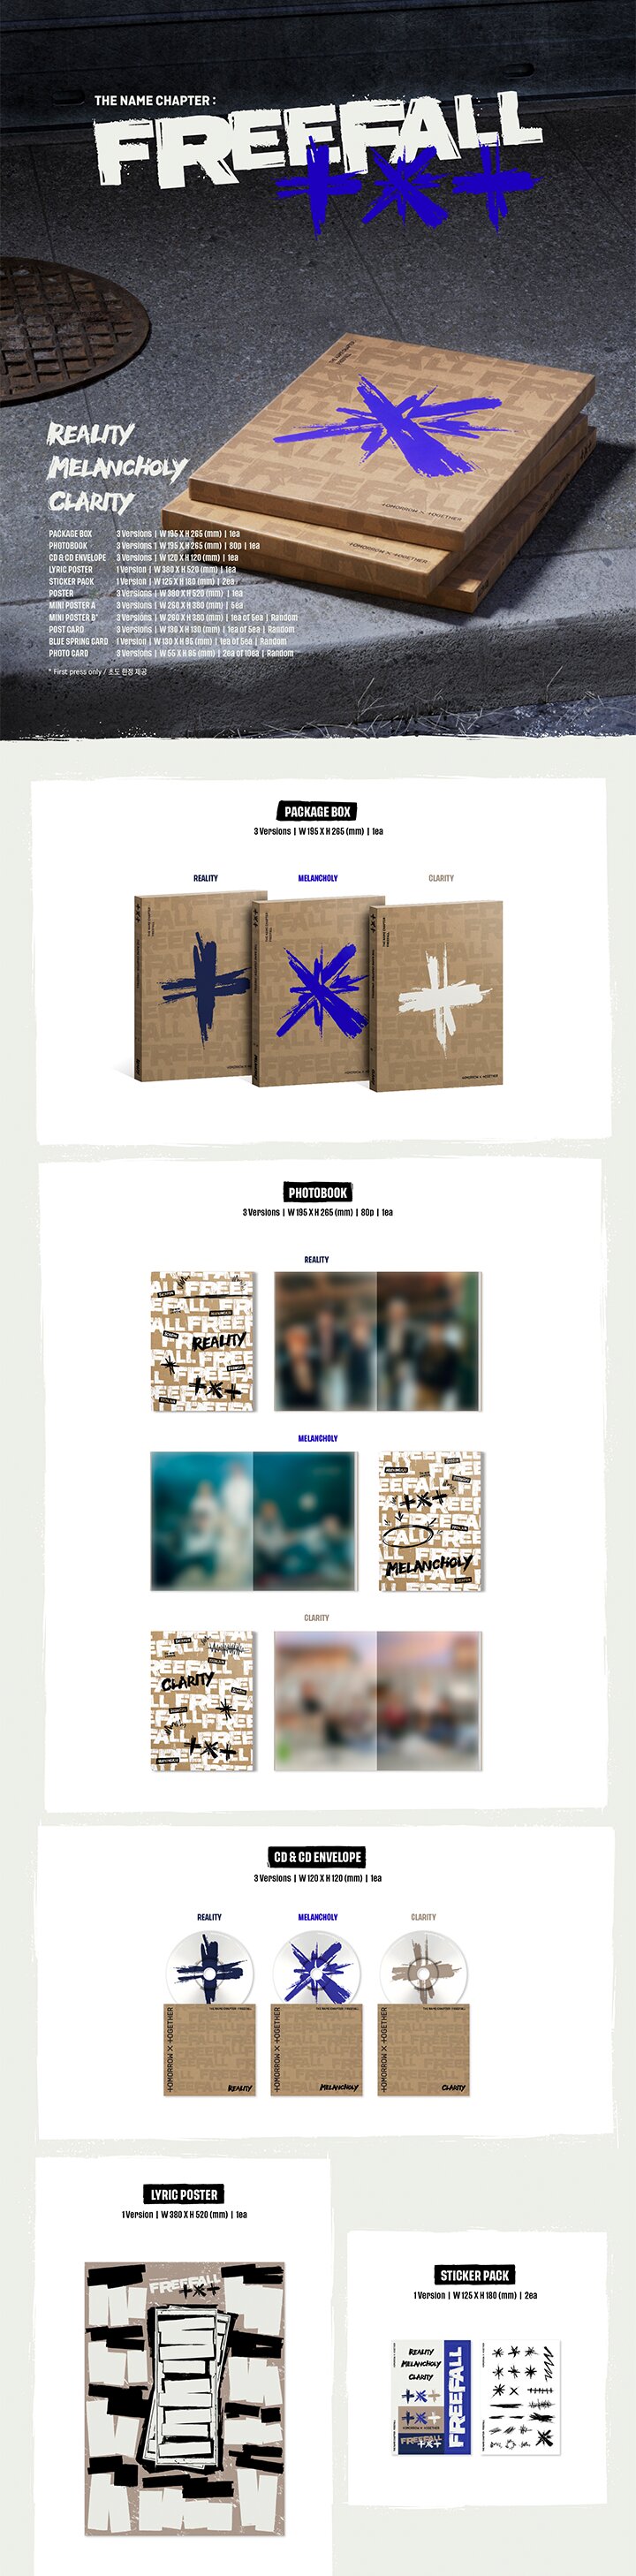 THE NAME CHAPTER :
FREEFALL
TOMORROW X TOGETHER
TOMORROW X TOGETHER
REALITY
MELANCHOLY
CLARITY
PACKAGE BOX 3 Versions | W 195 X H 265 (mm) | 1ea
PHOTOBOOK 3 Versions | W 195 X H 265 (mm) | 80p | 1ea
CD & CD ENVELOPE 3 Versions | W 120 X H 120 (mm) | 1ea
LYRIC POSTER 1 Version | W 380 X H 520 (mm) | 1ea
STICKER PACK 1 Version | W 125 X H 180 (mm) | 2ea
POSTER 3 Versions | W 380 X H 520 (mm) | 1ea
MINI POSTER A 3 Versions | W 260 X H 380 (mm) | 5ea
MINI POSTER B* 3 Versions | W 260 X H 380 (mm) | 1ea of 5ea | Random
POST CARD 3 Versions | W 130 X H 130 (mm) | 1ea of 5ea | Random
BLUE SPRING CARD 1 Version | W 130 X H 85 (mm) | 1ea of 5ea | Random
PHOTO CARD 3 Versions | W 55 X H 85 (mm) | 2ea of 10ea | Random
* First press only / 초도 한정 제공
PACKAGE BOX
3 Versions | W 195 X H 265 (mm) | 1ea
REALITY MELANCHOLY CLARITY
TOMORROW X TOGETHER
PHOTOBOOK
3 Versions | W 195 X H 265 (mm) | 80p | 1ea
REALITY
REALITY
MELANCHOLY
MELANCHOLY
CLARITY
CLARITY
CD & CD ENVELOPE
3 Versions | W 120 X H 120 (mm) | 1ea
REALITY MELANCHOLY CLARITY
TOMORROW X TOGETHER
REALITY
TOMORROW X TOGETHER
MELANCHOLY
TOMORROW X TOGETHER
CLARITY
LYRIC POSTER
1 Version | W 380 X H 520 (mm) | 1ea
FREEFALL
STICKER PACK
1 Version | W 125 X H 180 (mm) | 2ea
REALITY
MELANCHOLY
CLARITY
TOMORROW X TOGETHER
FREEFALL
FREEFALL